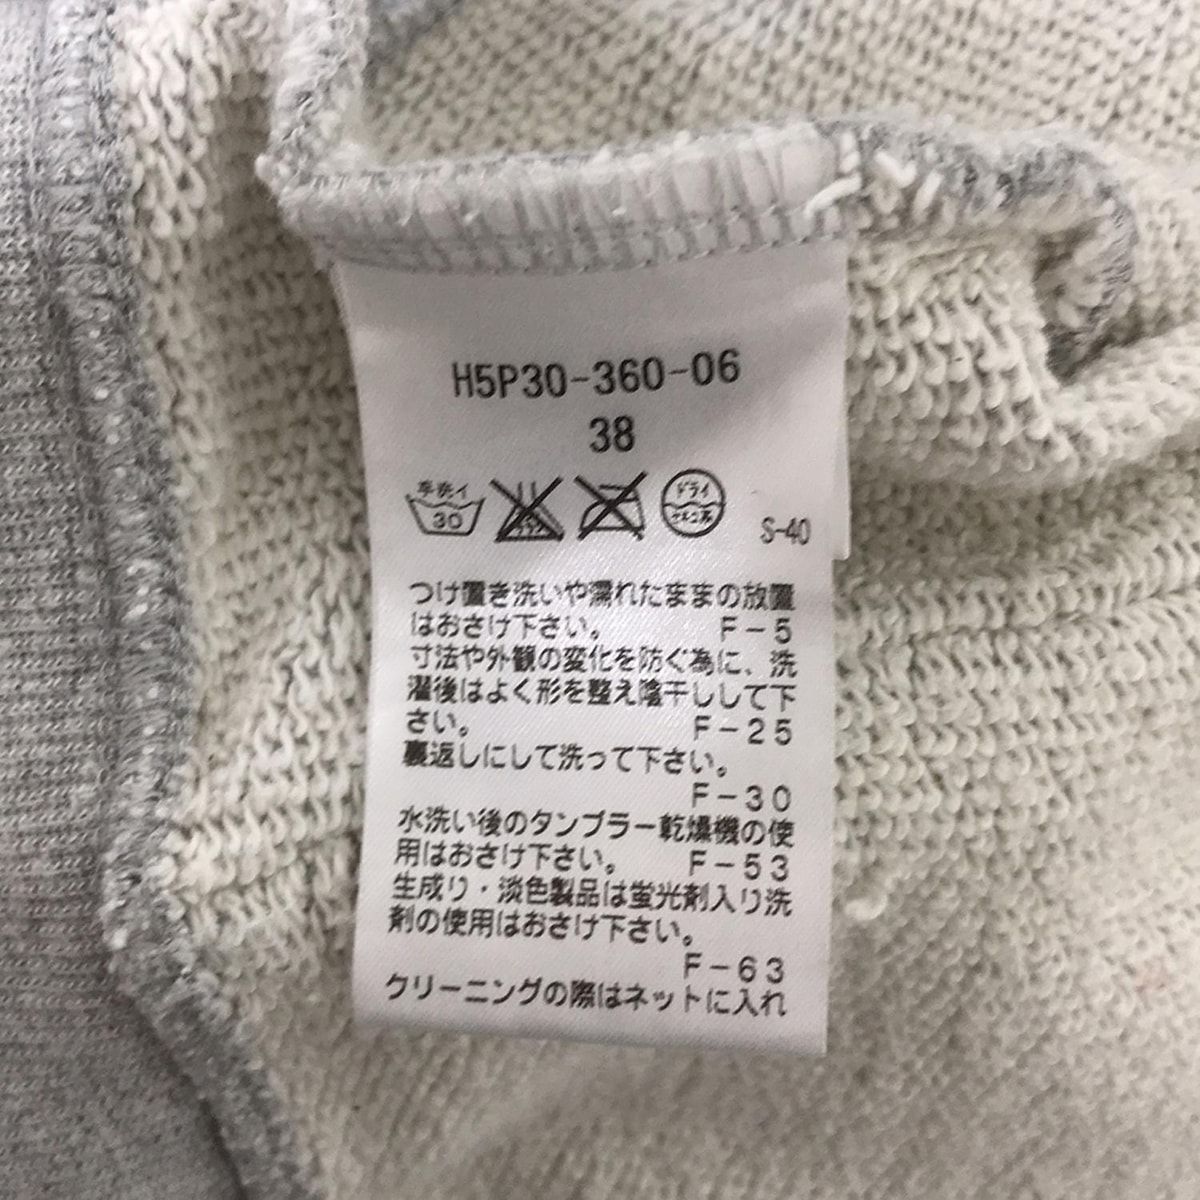 H5P30-360-06
38
手洗イ
30
ドライ
セキユ系
S-40
つけ置き洗いや濡れたままの放置
はおさけ下さい。 F-5
寸法や外観の変化を防ぐ為に、洗
濯後はよく形を整え陰干しして下
さい。 F-25
裏返しにして洗って下さい。
F-30
水洗い後のタンブラー乾燥機の使
用はおさけ下さい。 F-53
生成り・淡色製品は蛍光剤入り洗
剤の使用はおさけ下さい。
F-63
クリーニングの際はネットに入れ